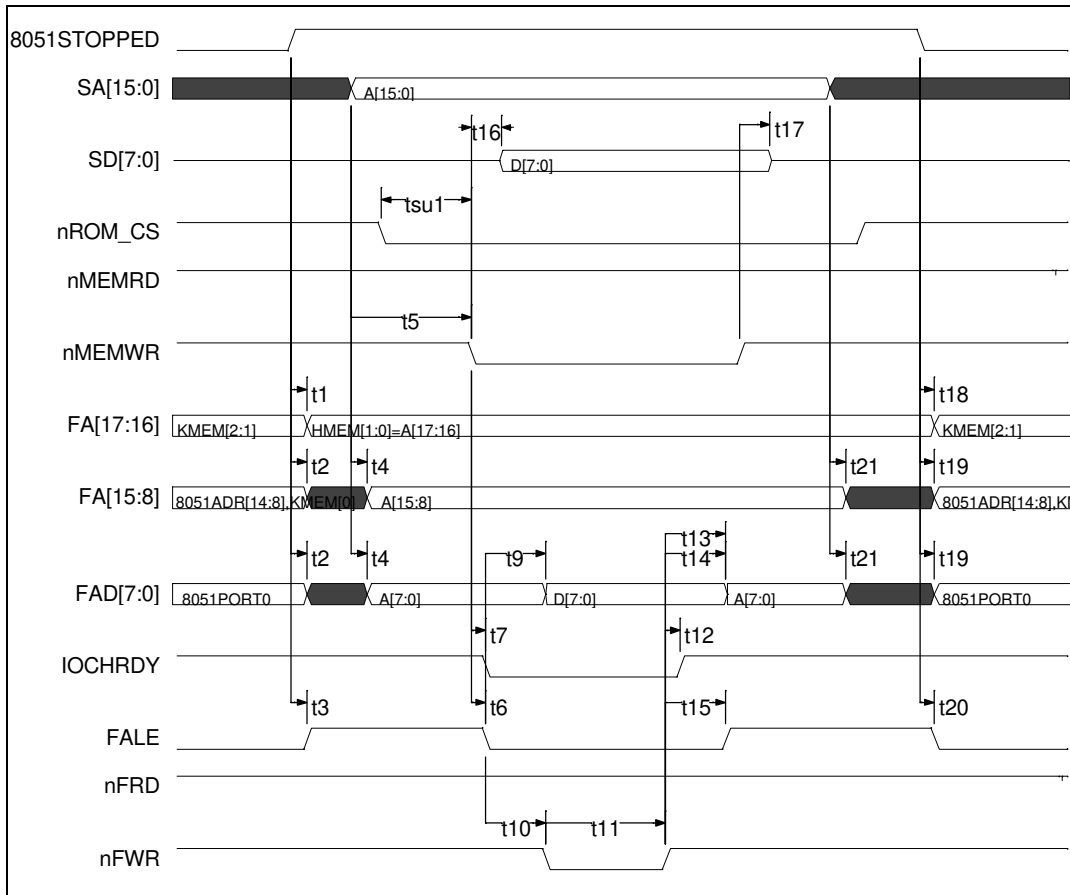 8051STOPPED
SA[15:0]
A[15:0]
t16
t17
SD[7:0]
D[7:0]
tsu1
nROM_CS
nMEMRD
t5
nMEMWR
t1
t18
FA[17:16]
KMEM[2:1]
HMEM[1:0]=A[17:16]
KMEM[2:1]
t2
t4
t21
t19
FA[15:8]
8051ADR[14:8],KMEM[0]
A[15:8]
8051ADR[14:8],KM
t13
t2
t4
t9
t14
t21
t19
FAD[7:0]
8051PORT0
A[7:0]
D[7:0]
A[7:0]
8051PORT0
t7
t12
IOCHRDY
t3
t6
t15
t20
FALE
nFRD
t10
t11
nFWR